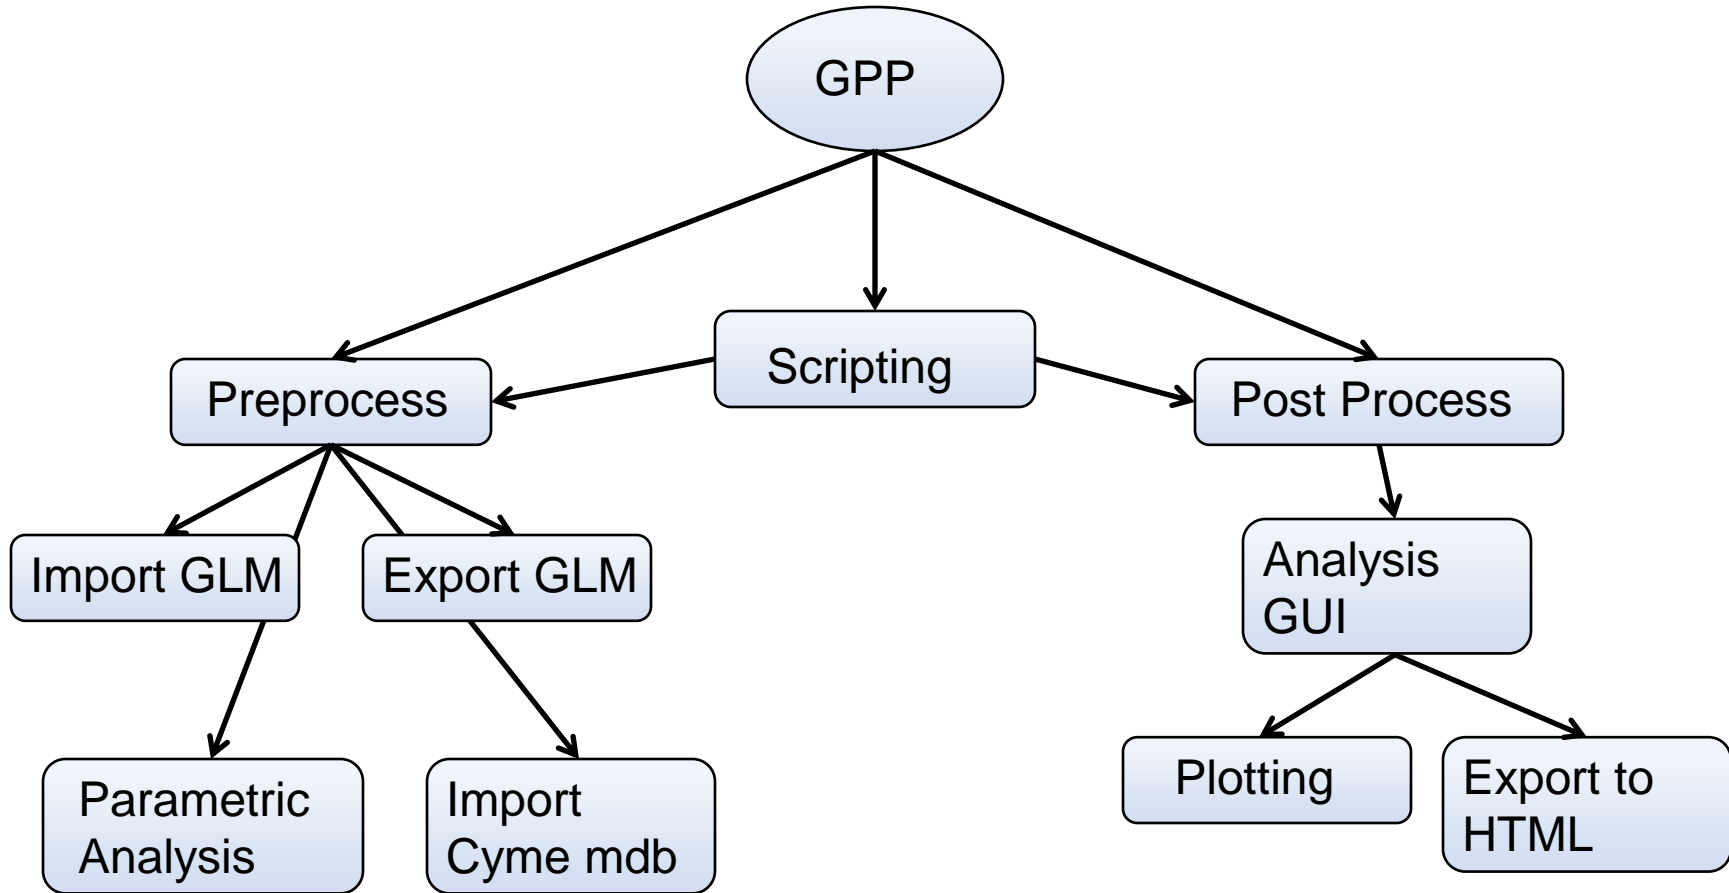 GPP
Scripting
Preprocess
Post Process
Import GLM
Export GLM
Analysis
GUI
Parametric
Analysis
Import
Cyme mdb
Plotting
Export to
HTML